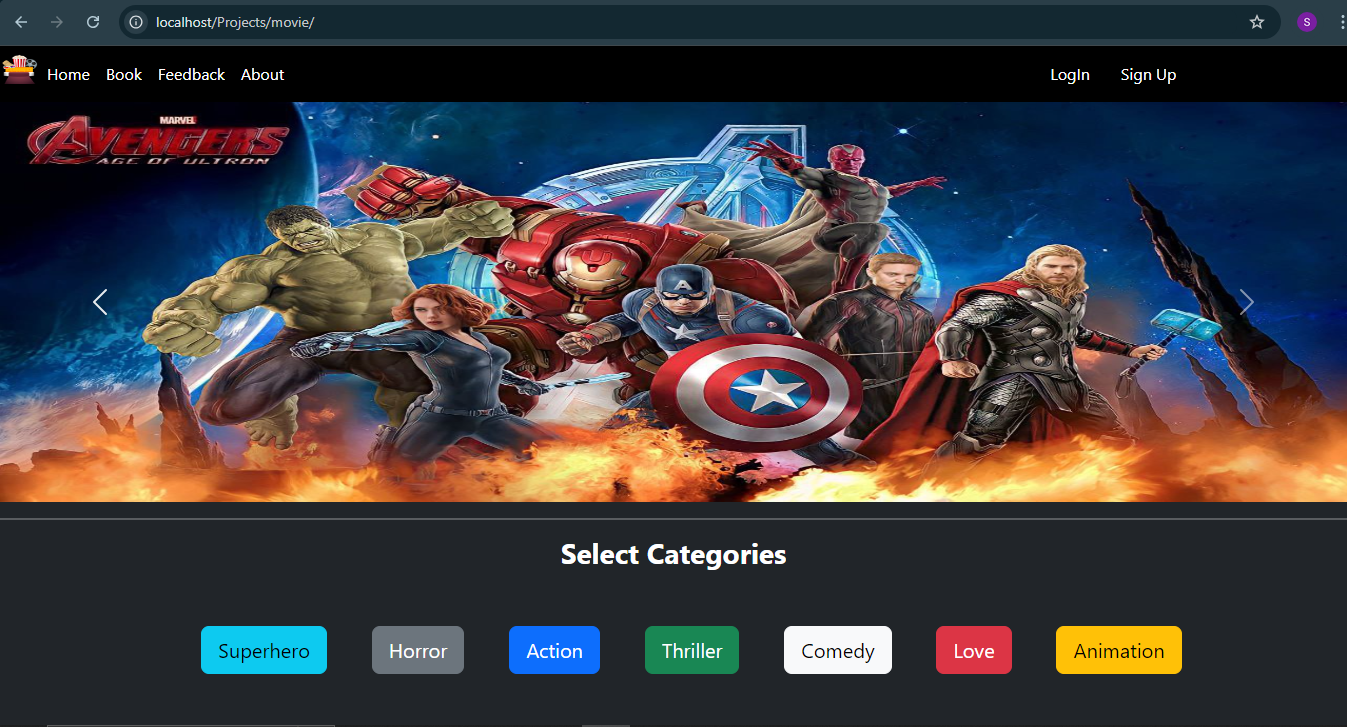 localhost/Projects/movie/
S
Home Book Feedback About LogIn Sign Up
MARVEL
AVENGERS
AGE OF ULTRON
A
Select Categories
Superhero Horror Action Thriller Comedy Love Animation